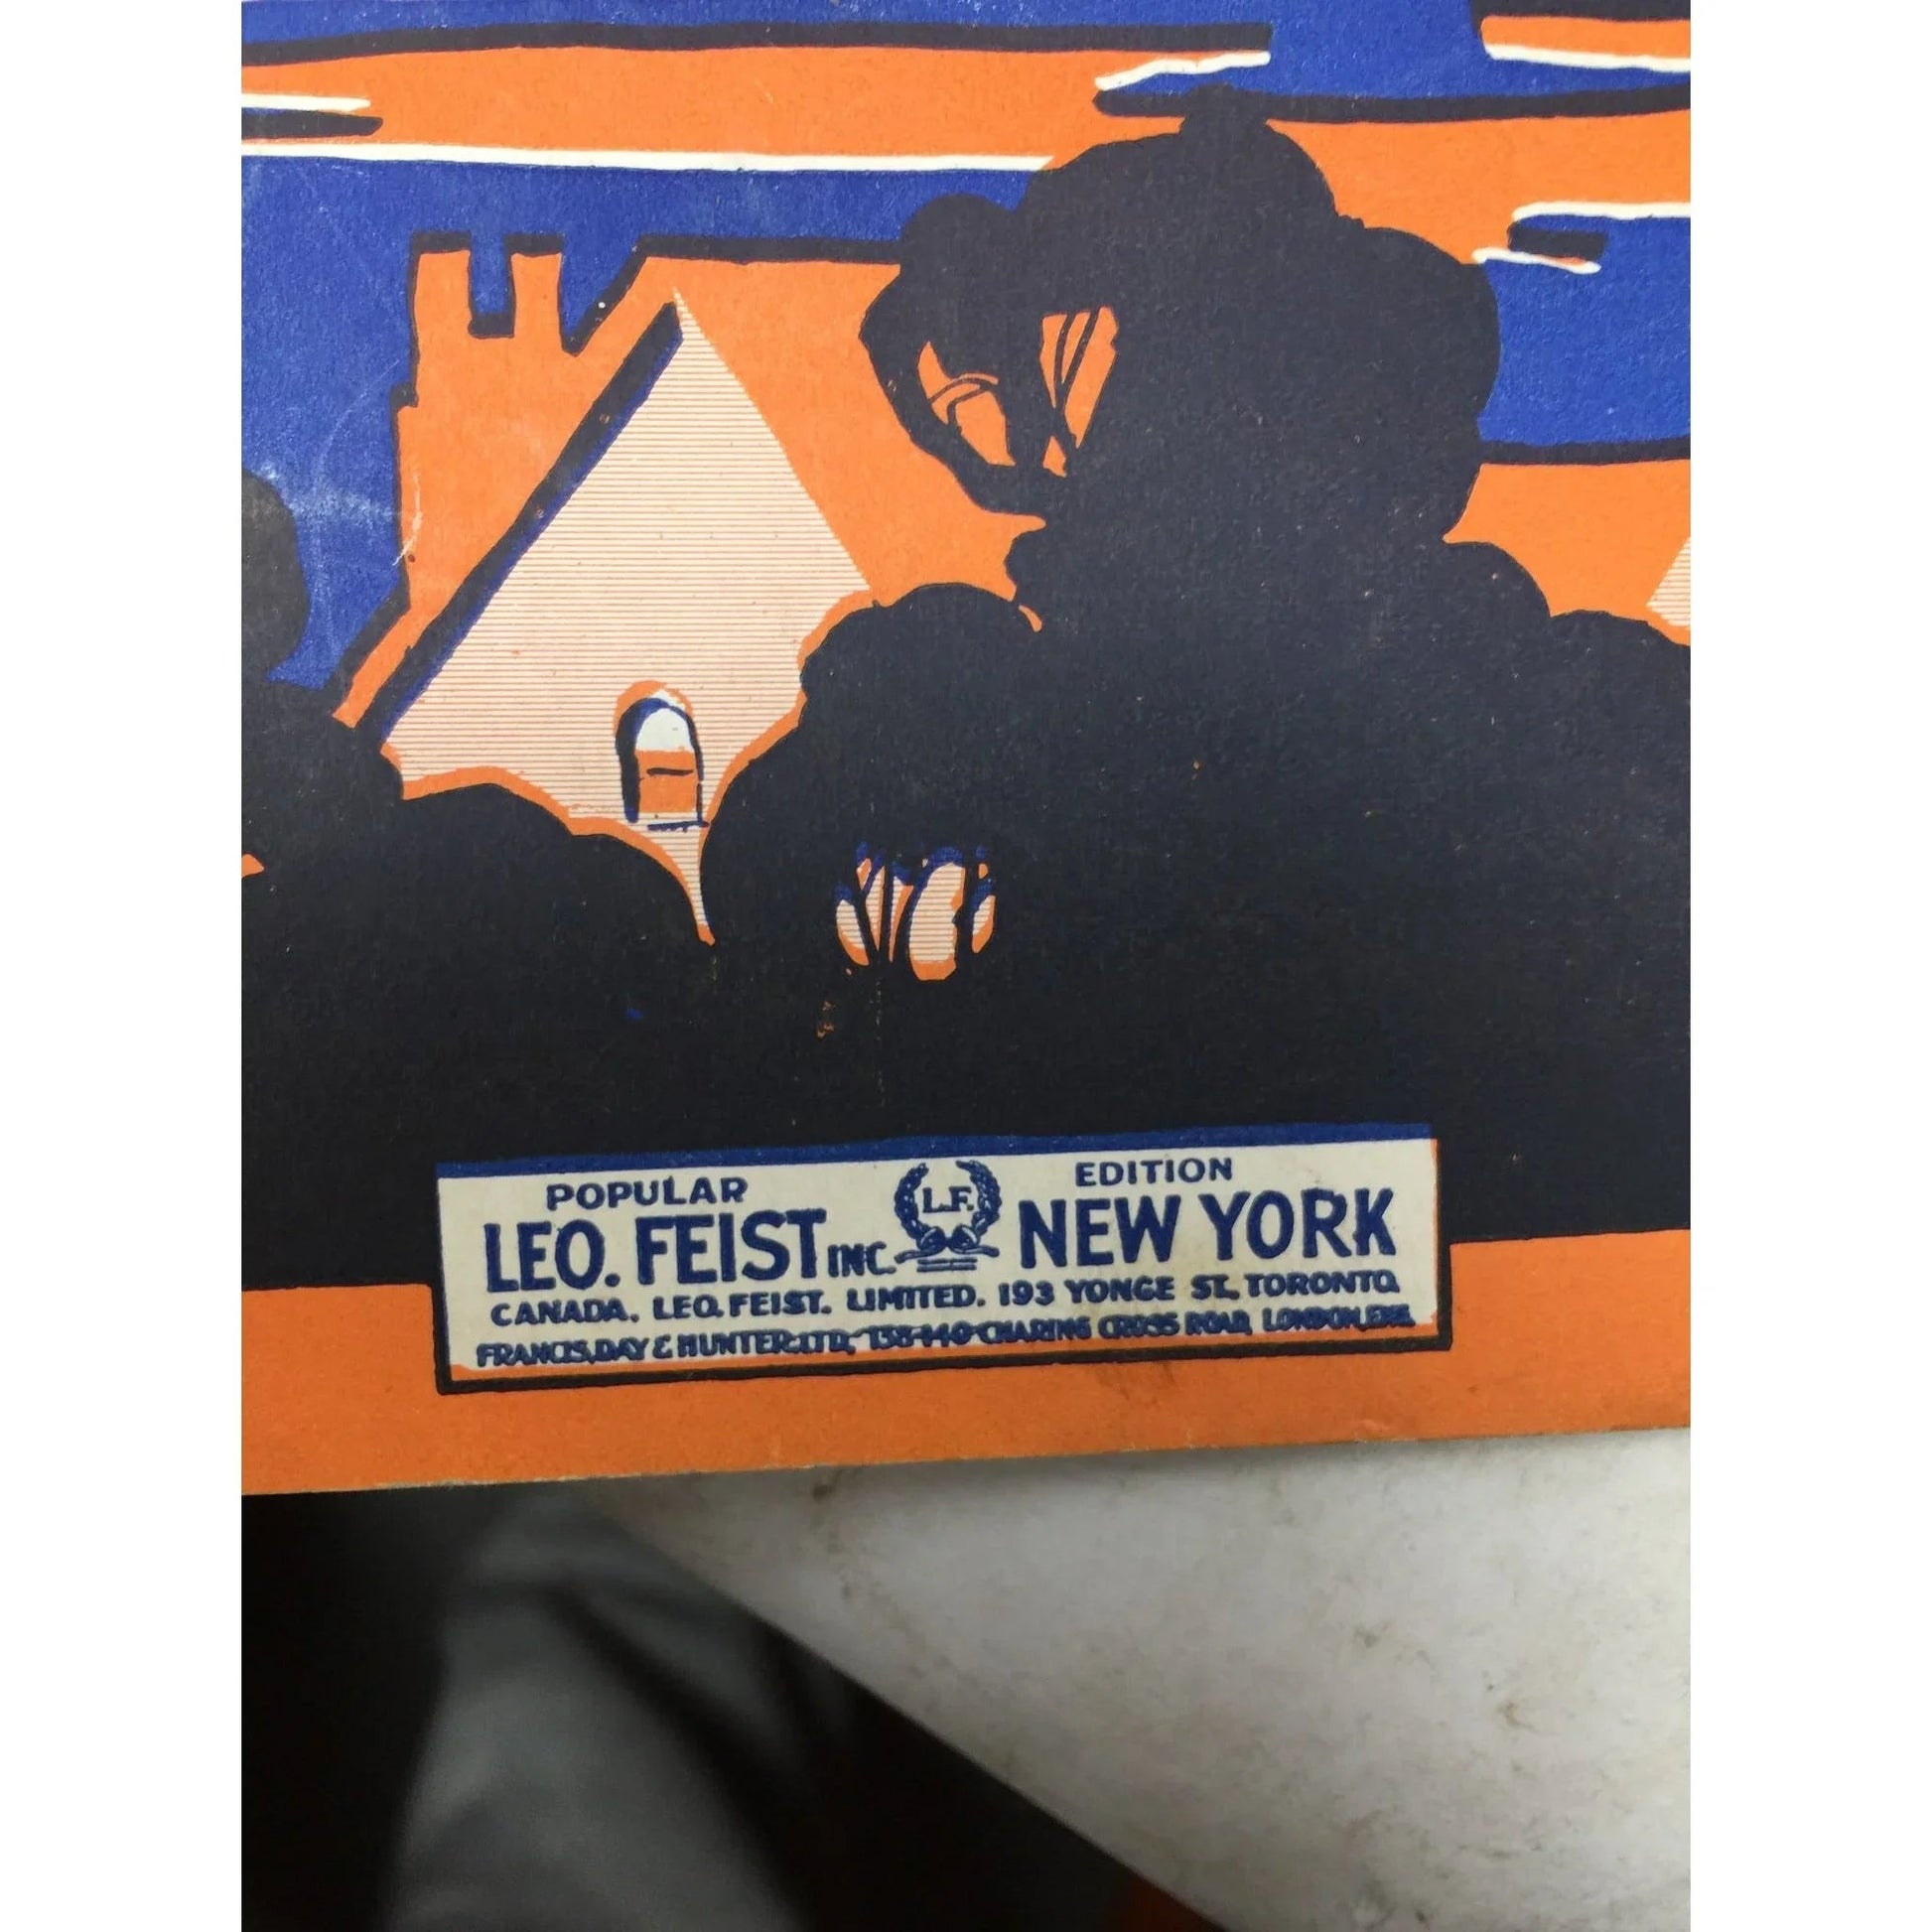 POPULAR EDITION
LEO. FEIST INC. L.F. NEW YORK
CANADA. LEO. FEIST. LIMITED. 193 YONGE ST., TORONTO.
FRANCIS, DAY & HUNTER. LTD, 138-140 CHARING CROSS ROAD, LONDON, ENG.